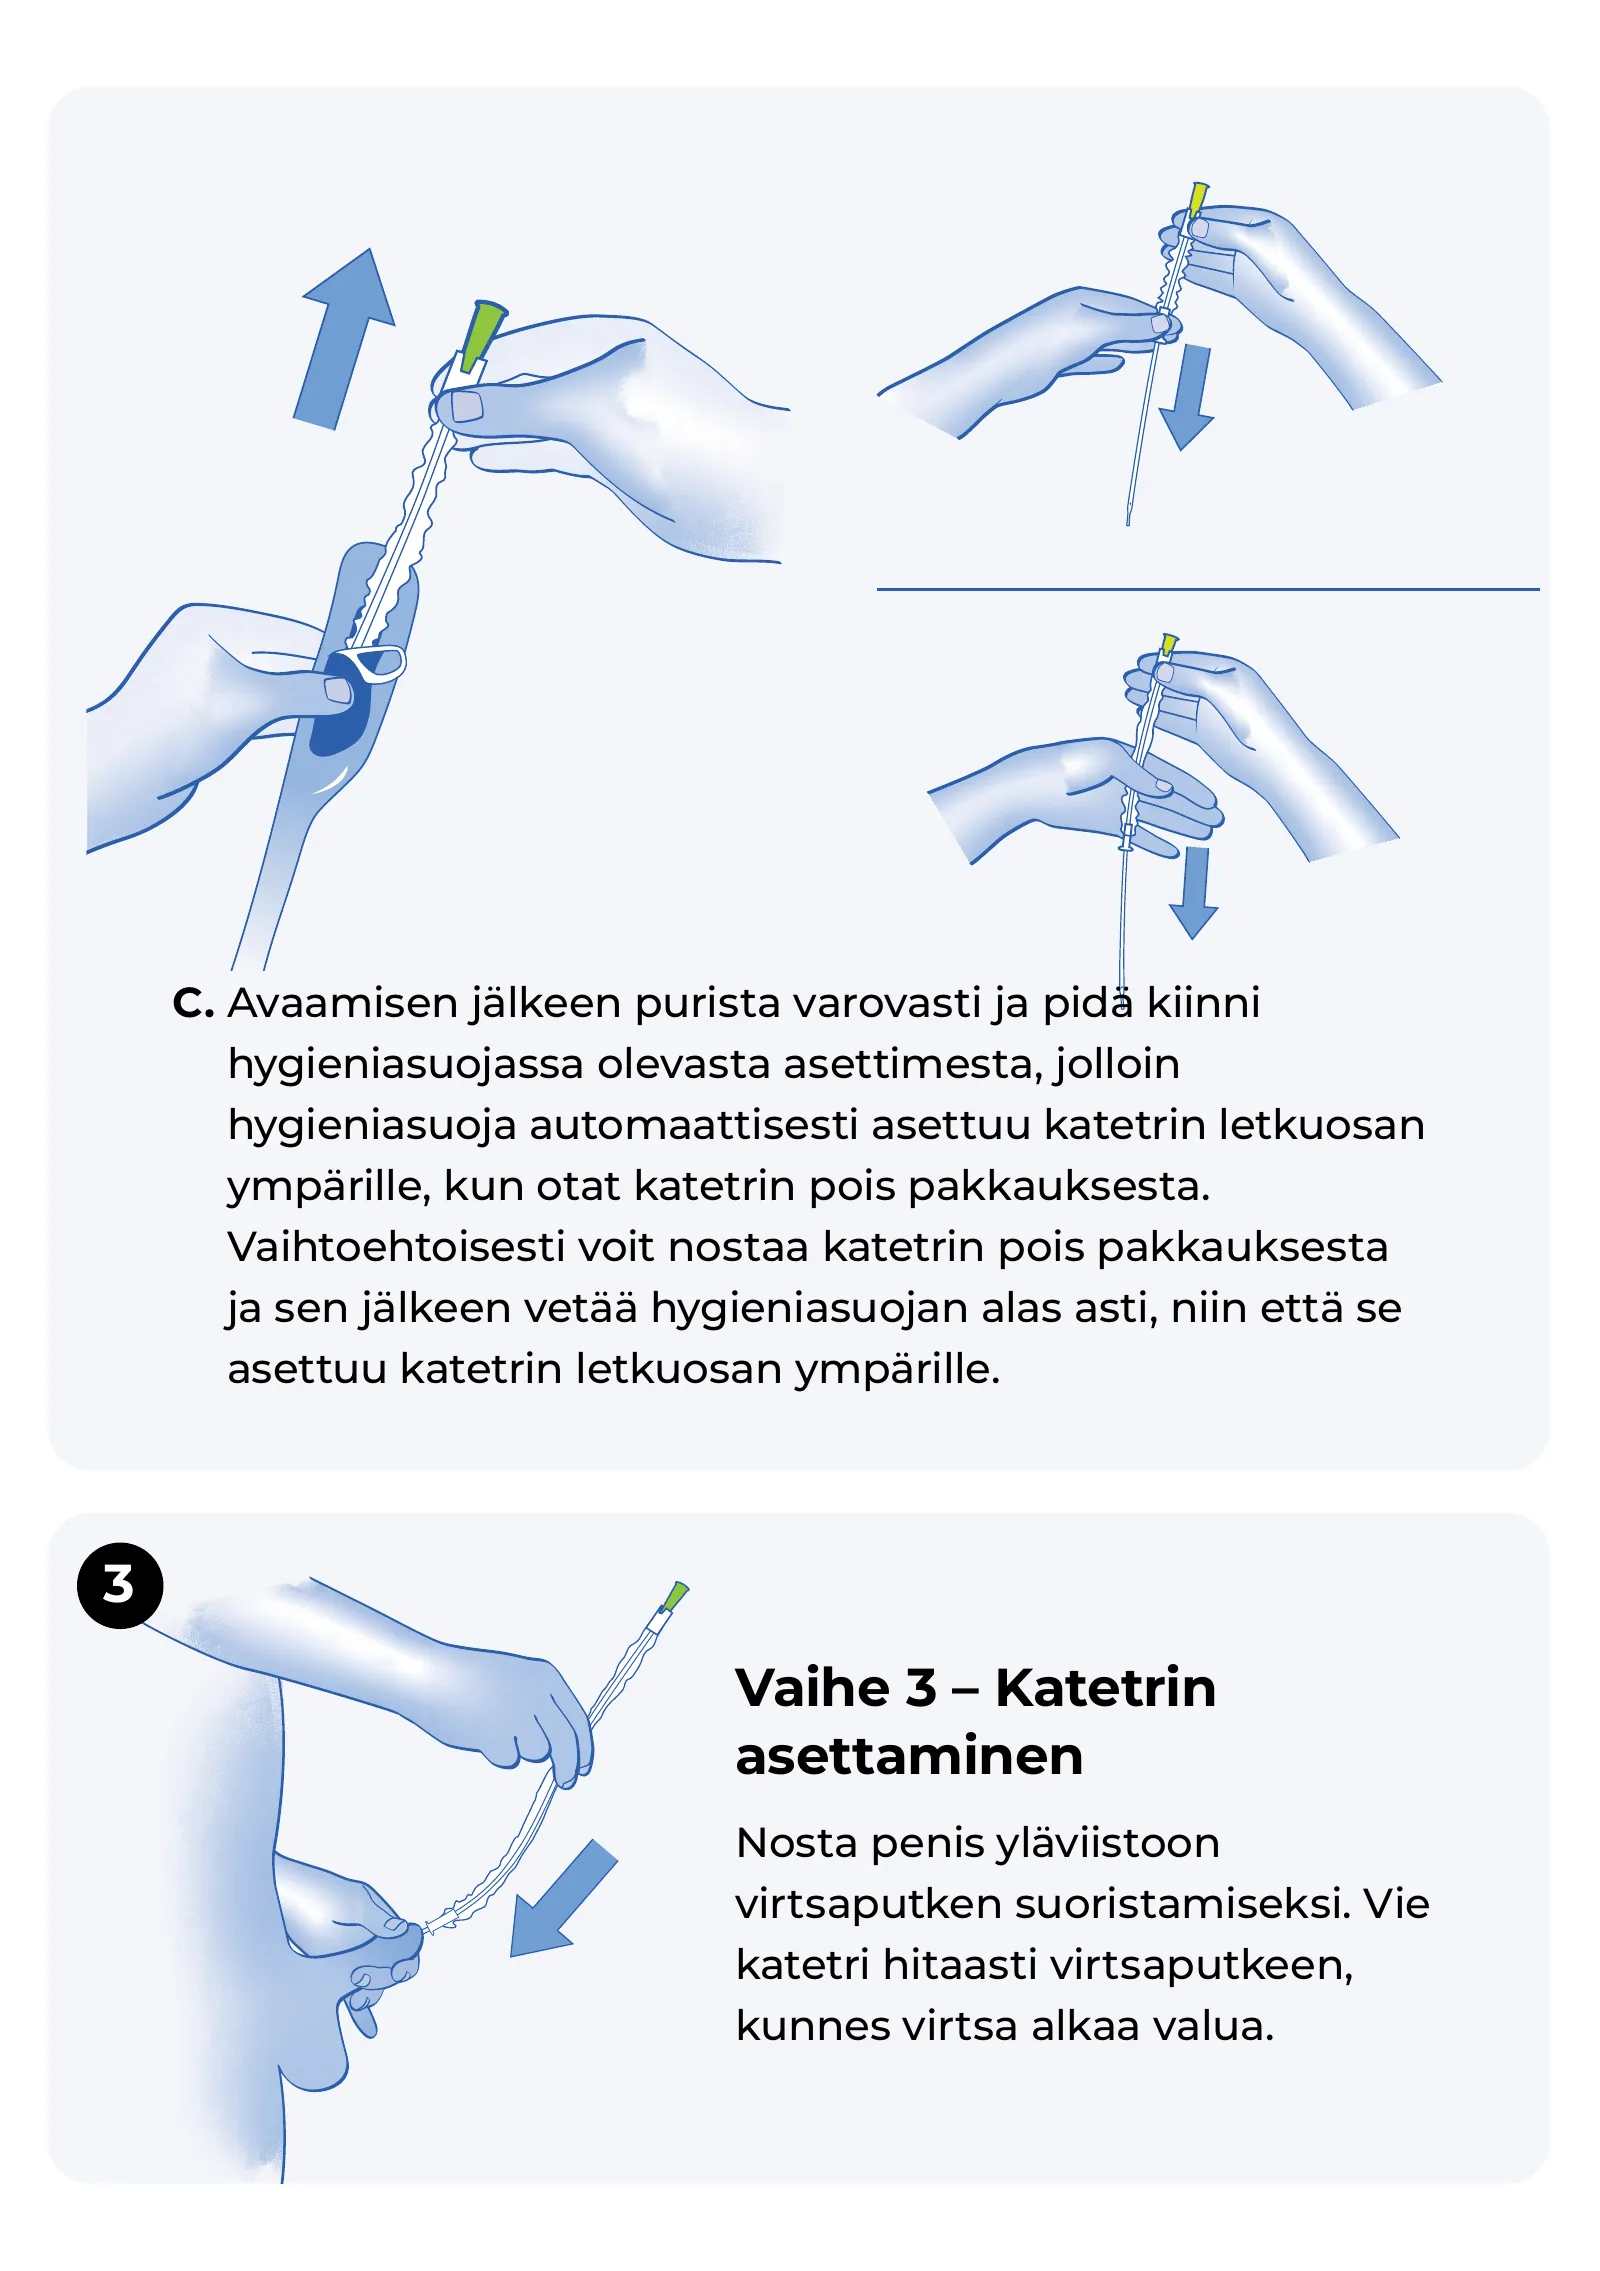 C. Avaamisen jälkeen purista varovasti ja pidä kiinni
hygieniasuojassa olevasta asettimesta, jolloin
hygieniasuoja automaattisesti asettuu katetrin letkuosan
ympärille, kun otat katetrin pois pakkauksesta.
Vaihtoehtoisesti voit nostaa katetrin pois pakkauksesta
ja sen jälkeen vetää hygieniasuojan alas asti, niin että se
asettuu katetrin letkuosan ympärille.
3
Vaihe 3 – Katetrin
asettaminen
Nosta penis yläviistoon
virtsaputken suoristamiseksi. Vie
katetri hitaasti virtsaputkeen,
kunnes virtsa alkaa valua.